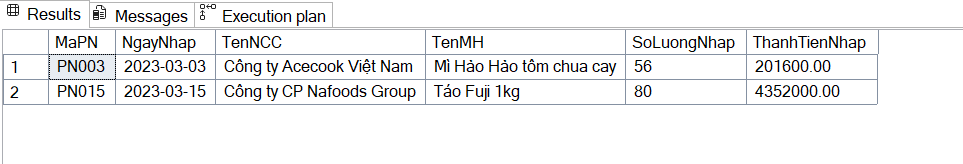 Results Messages Execution plan
MaPN NgayNhap TenNCC TenMH SoLuongNhap ThanhTienNhap
1 PN003 2023-03-03 Công ty Acecook Việt Nam Mì Hảo Hảo tôm chua cay 56 201600.00
2 PN015 2023-03-15 Công ty CP Nafoods Group Táo Fuji 1kg 80 4352000.00